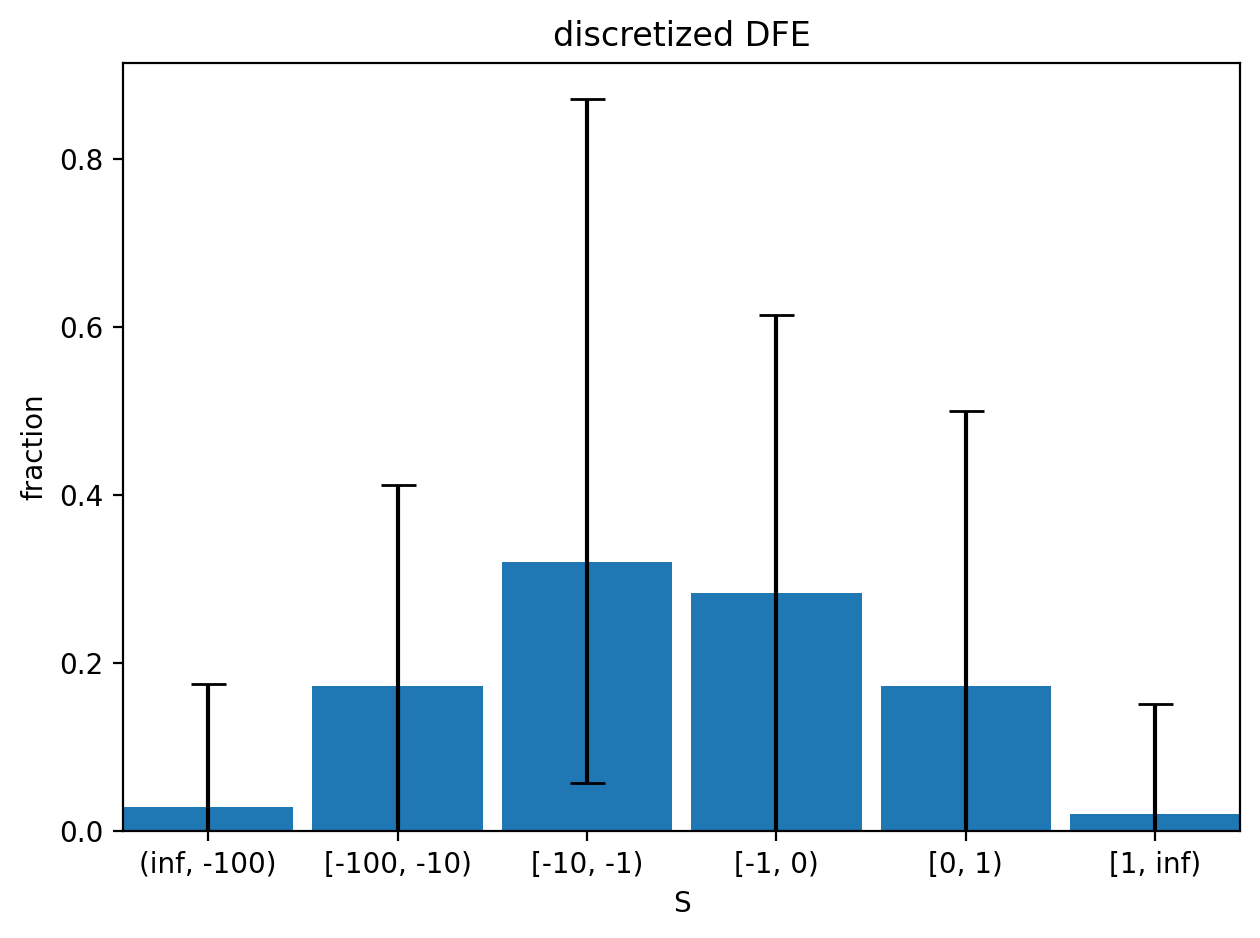 discretized DFE
fraction
0.8
0.6
0.4
0.2
0.0
(inf, -100) [-100, -10) [-10, -1) [-1, 0) [0, 1) [1, inf)
S